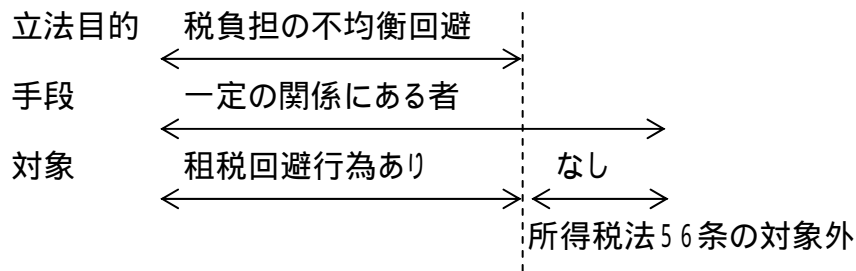 立法目的 税負担の不均衡回避
手段 一定の関係にある者
対象 租税回避行為あり なし
所得税法56条の対象外